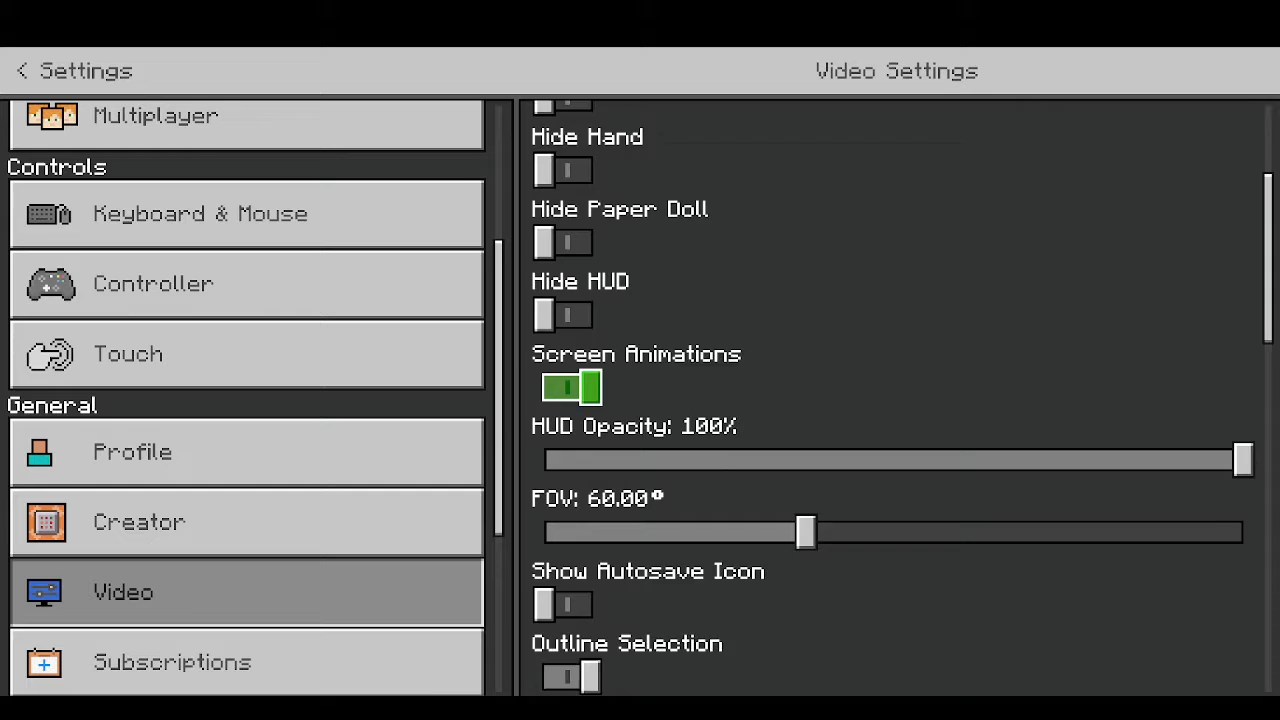 Settings
Video Settings
Multiplayer
Controls
Keyboard & Mouse
Controller
Touch
General
Profile
Creator
Video
Subscriptions
Hide Hand
Hide Paper Doll
Hide HUD
Screen Animations
HUD Opacity: 100%
FOV: 60.00°
Show Autosave Icon
Outline Selection